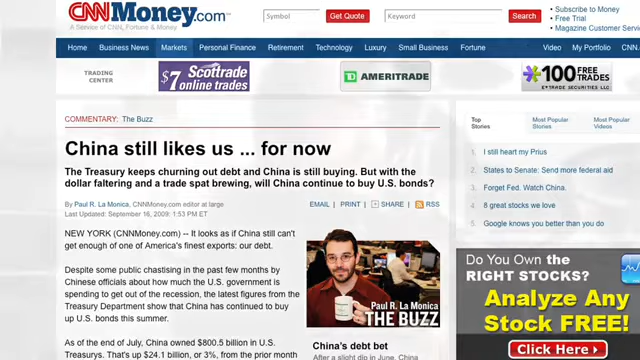 CNNMoney.com
A Service of CNN, Fortune & Money
Symbol
Get Quote
Keyword
Search
Subscribe to Money
Free Trial
Magazine Customer
Home Business News Markets Personal Finance Retirement Technology Luxury Small Business Fortune Video My Portfolio CNN.
TRADING
CENTER
$7 Scottrade
online trades
TD AMERITRADE
100 FREE
TRADES
E*TRADE SECURITIES LLC
COMMENTARY: The Buzz
China still likes us ... for now
The Treasury keeps churning out debt and China is still buying. But with the
dollar faltering and a trade spat brewing, will China continue to buy U.S. bonds?
By Paul R. La Monica, CNNMoney.com editor at large
Last Updated: September 16, 2009: 1:53 PM ET
EMAIL | PRINT | SHARE | RSS
NEW YORK (CNNMoney.com) -- It looks as if China still can't
get enough of one of America's finest exports: our debt.
Despite some public chastising in the past few months by
Chinese officials about how much the U.S. government is
spending to get out of the recession, the latest figures from the
Treasury Department show that China has continued to buy
up U.S. bonds this summer.
As of the end of July, China owned $800.5 billion in U.S.
Treasurys. That's up $24.1 billion, or 3%, from the prior month
Paul R. La Monica
THE BUZZ
China's debt bet
After a slight dip in June, China
Top
Stories
Most Popular
Stories
Most Popular
Videos
1. I still heart my Prius
2. States to Senate: Send more federal aid
3. Forget Fed. Watch China.
4. 8 great stocks we love
5. Google knows you better than you do
Do You Own the
RIGHT STOCKS?
Analyze Any
Stock FREE!
Click Here